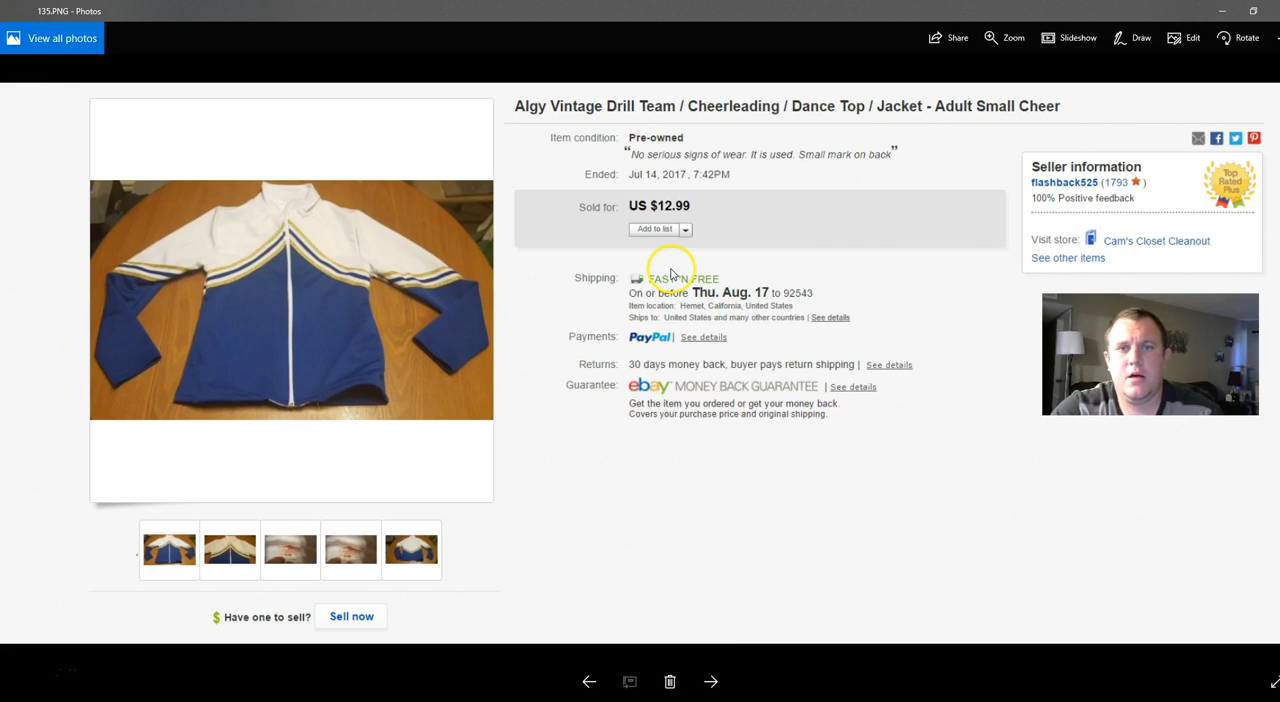 135.PNG - Photos
View all photos
Share
Zoom
Slideshow
Draw
Edit
Rotate
Algy Vintage Drill Team / Cheerleading / Dance Top / Jacket - Adult Small Cheer
Item condition: Pre-owned
“No serious signs of wear. It is used. Small mark on back”
Ended: Jul 14, 2017 , 7:42PM
Sold for: US $12.99
Add to list
Shipping: FAST 'N FREE
On or before Thu. Aug. 17 to 92543
Item location: Hemet, California, United States
Ships to: United States and many other countries | See details
Payments: PayPal | See details
Returns: 30 days money back, buyer pays return shipping | See details
Guarantee: ebay MONEY BACK GUARANTEE | See details
Get the item you ordered or get your money back.
Covers your purchase price and original shipping.
Seller information
flashback525 (1793 ★ )
100% Positive feedback
Top Rated Plus
Visit store: Cam's Closet Cleanout
See other items
$ Have one to sell? Sell now